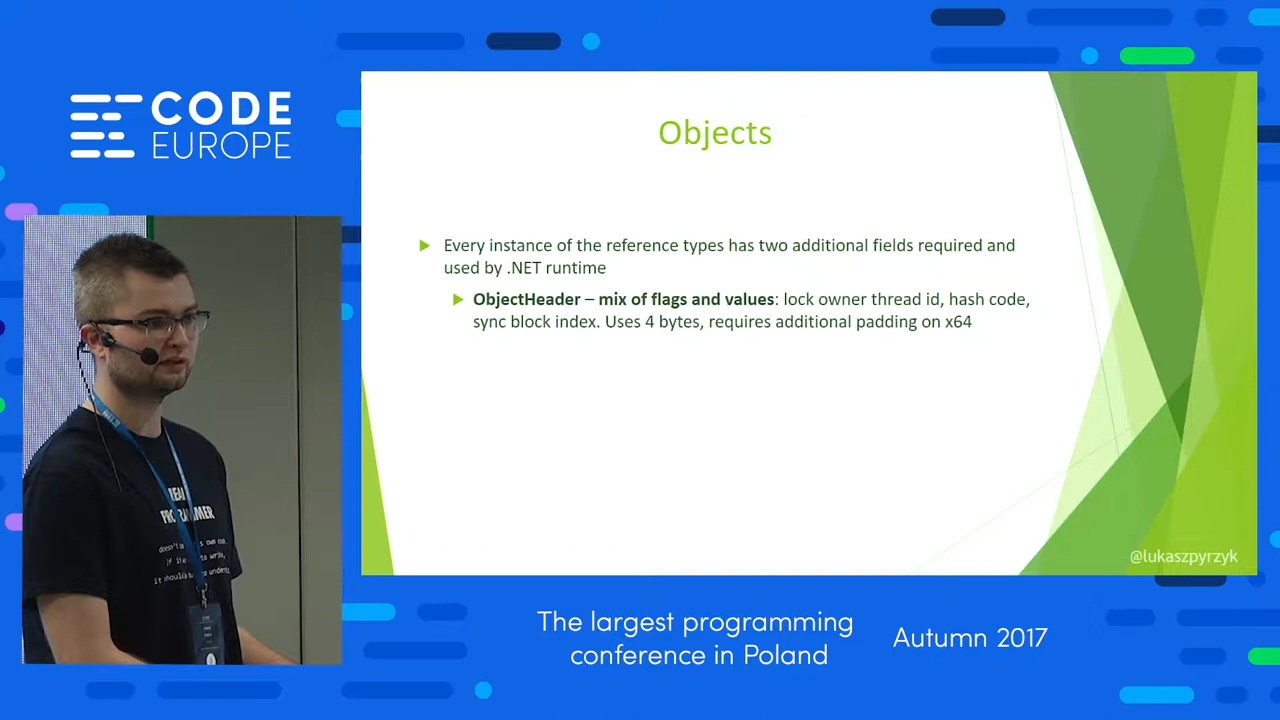 CODE
EUROPE
Objects
Every instance of the reference types has two additional fields required and
used by .NET runtime
ObjectHeader – mix of flags and values: lock owner thread id, hash code,
sync block index. Uses 4 bytes, requires additional padding on x64
@lukaszpyrzyk
The largest programming
conference in Poland
Autumn 2017